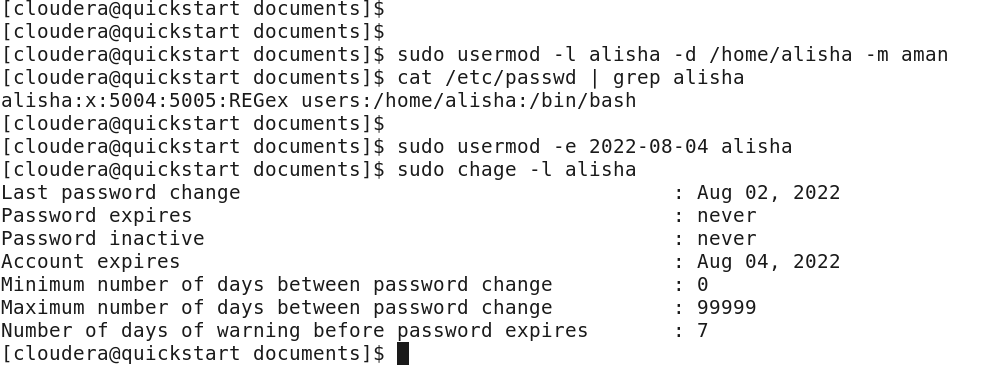 [cloudera@quickstart documents]$
[cloudera@quickstart documents]$
[cloudera@quickstart documents]$ sudo usermod -l alisha -d /home/alisha -m aman
[cloudera@quickstart documents]$ cat /etc/passwd | grep alisha
alisha:x:5004:5005:REGex users:/home/alisha:/bin/bash
[cloudera@quickstart documents]$
[cloudera@quickstart documents]$ sudo usermod -e 2022-08-04 alisha
[cloudera@quickstart documents]$ sudo chage -l alisha
Last password change : Aug 02, 2022
Password expires : never
Password inactive : never
Account expires : Aug 04, 2022
Minimum number of days between password change : 0
Maximum number of days between password change : 99999
Number of days of warning before password expires : 7
[cloudera@quickstart documents]$